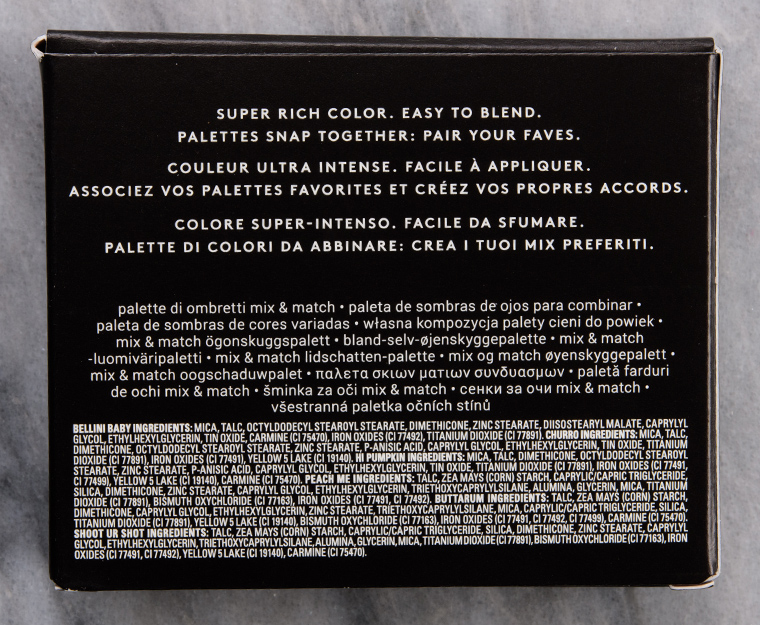 SUPER RICH COLOR. EASY TO BLEND.
PALETTES SNAP TOGETHER: PAIR YOUR FAVES.
COULEUR ULTRA INTENSE. FACILE À APPLIQUER.
ASSOCIEZ VOS PALETTES FAVORITES ET CRÉEZ VOS PROPRES ACCORDS.
COLORE SUPER-INTENSO. FACILE DA SFUMARE.
PALETTE DI COLORI DA ABBINARE: CREA I TUOI MIX PREFERITI.
palette di ombretti mix & match • paleta de sombras de ojos para combinar •
paleta de sombras de cores variadas • własna kompozycja palety cieni do powiek •
mix & match ögonskuggspalett • bland-selv-øjenskyggepalette • mix & match
-luomiväripaletti • mix & match lidschatten-palette • mix og match øyenskyggepalett •
mix & match oogschaduwpalet • παλετα σκιων ματιων συνδυασμων • paletă farduri
de ochi mix & match • šminka za oči mix & match • сенки за очи mix & match •
všestranná paletka očních stínů
BELLINI BABY INGREDIENTS: MICA, TALC, OCTYLDODECYL STEAROYL STEARATE, DIMETHICONE, ZINC STEARATE, DIISOSTEARYL MALATE, CAPRYLYL
GLYCOL, ETHYLHEXYLGLYCERIN, TIN OXIDE, CARMINE (CI 75470), IRON OXIDES (CI 77492), TITANIUM DIOXIDE (CI 77891). CHURRO INGREDIENTS: MICA, TALC,
DIMETHICONE, OCTYLDODECYL STEAROYL STEARATE, ZINC STEARATE, P-ANISIC ACID, CAPRYLYL GLYCOL, ETHYLHEXYLGLYCERIN, TIN OXIDE, TITANIUM
DIOXIDE (CI 77891), IRON OXIDES (CI 77491), YELLOW 5 LAKE (CI 19140). HI PUMPKIN INGREDIENTS: MICA, TALC, DIMETHICONE, OCTYLDODECYL STEAROYL
STEARATE, ZINC STEARATE, P-ANISIC ACID, CAPRYLYL GLYCOL, ETHYLHEXYLGLYCERIN, TIN OXIDE, TITANIUM DIOXIDE (CI 77891), IRON OXIDES (CI 77491,
CI 77499), YELLOW 5 LAKE (CI 19140), CARMINE (CI 75470). PEACH ME INGREDIENTS: TALC, ZEA MAYS (CORN) STARCH, CAPRYLIC/CAPRIC TRIGLYCERIDE,
SILICA, DIMETHICONE, ZINC STEARATE, CAPRYLYL GLYCOL, ETHYLHEXYLGLYCERIN, TRIETHOXYCAPRYLYLSILANE, ALUMINA, GLYCERIN, MICA, TITANIUM
DIOXIDE (CI 77891), BISMUTH OXYCHLORIDE (CI 77163), IRON OXIDES (CI 77491, CI 77492). BUTTARUM INGREDIENTS: TALC, ZEA MAYS (CORN) STARCH,
DIMETHICONE, CAPRYLYL GLYCOL, ETHYLHEXYLGLYCERIN, ZINC STEARATE, TRIETHOXYCAPRYLYLSILANE, MICA, CAPRYLIC/CAPRIC TRIGLYCERIDE, SILICA,
TITANIUM DIOXIDE (CI 77891), YELLOW 5 LAKE (CI 19140), BISMUTH OXYCHLORIDE (CI 77163), IRON OXIDES (CI 77491, CI 77492, CI 77499), CARMINE (CI 75470).
SHOOT UR SHOT INGREDIENTS: TALC, ZEA MAYS (CORN) STARCH, CAPRYLIC/CAPRIC TRIGLYCERIDE, SILICA, DIMETHICONE, ZINC STEARATE, CAPRYLYL
GLYCOL, ETHYLHEXYLGLYCERIN, TRIETHOXYCAPRYLYLSILANE, ALUMINA, GLYCERIN, MICA, TITANIUM DIOXIDE (CI 77891), BISMUTH OXYCHLORIDE (CI 77163), IRON
OXIDES (CI 77491, CI 77492), YELLOW 5 LAKE (CI 19140), CARMINE (CI 75470).